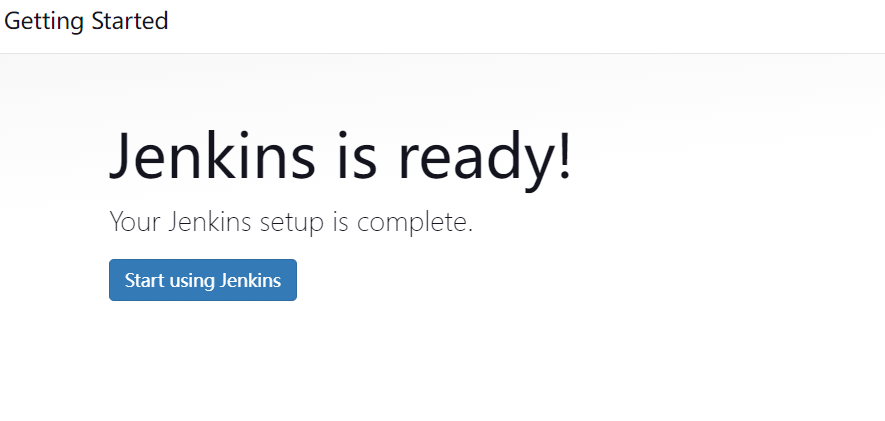 Getting Started
Jenkins is ready!
Your Jenkins setup is complete.
Start using Jenkins